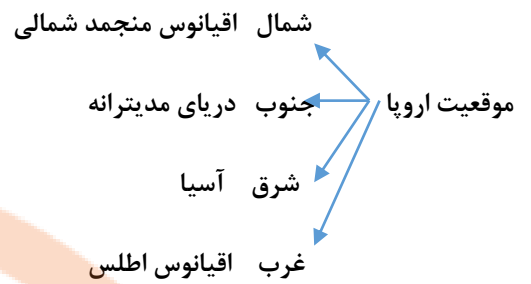 شمال اقیانوس منجمد شمالی
موقعیت اروپا جنوب دریای مدیترانه
شرق آسیا
غرب اقیانوس اطلس